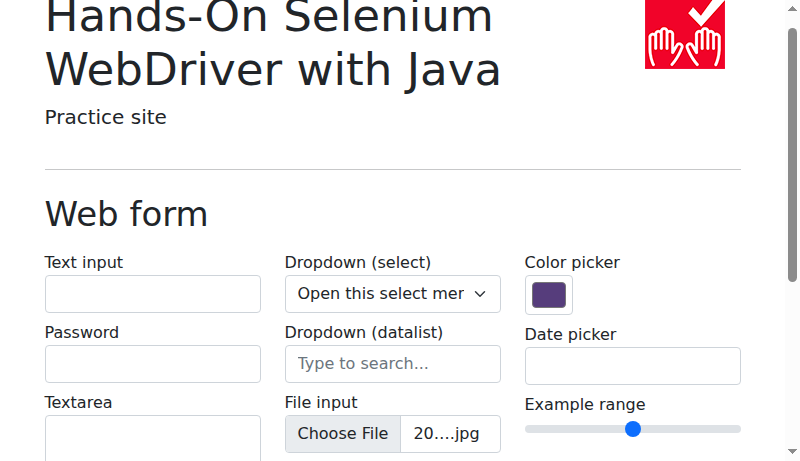 Hands-On Selenium
WebDriver with Java
Practice site
Web form
Text input
Dropdown (select)
Color picker
Open this select mer
Password
Dropdown (datalist)
Date picker
Type to search...
Textarea
File input
Example range
Choose File
20....jpg